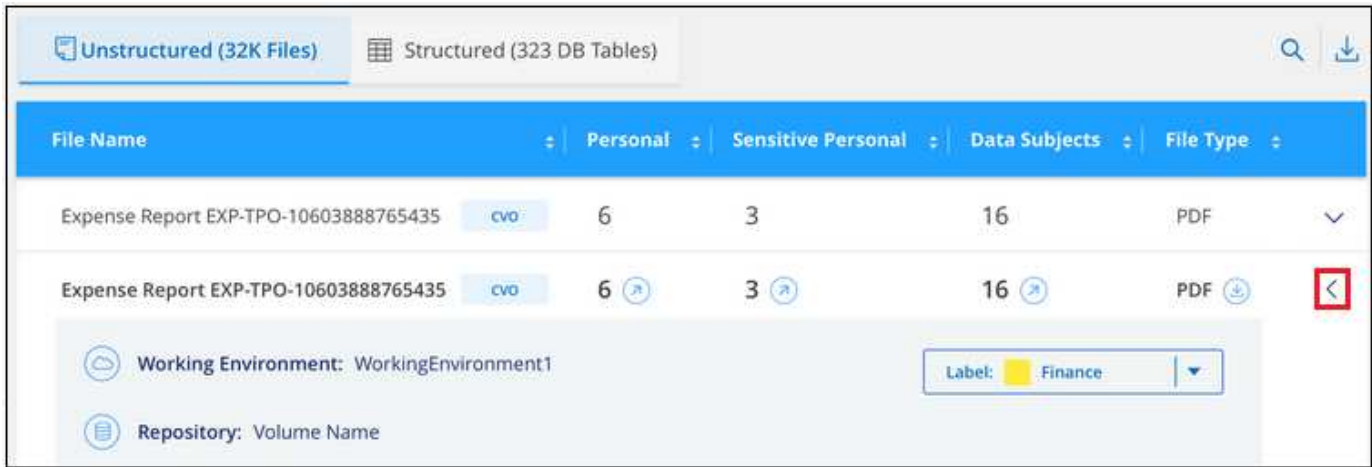 Unstructured (32K Files) Structured (323 DB Tables)
File Name Personal Sensitive Personal Data Subjects File Type
Expense Report EXP-TPO-10603888765435 CVO 6 3 16 PDF
Expense Report EXP-TPO-10603888765435 CVO 6 3 16 PDF
Working Environment: WorkingEnvironment1 Label: Finance
Repository: Volume Name